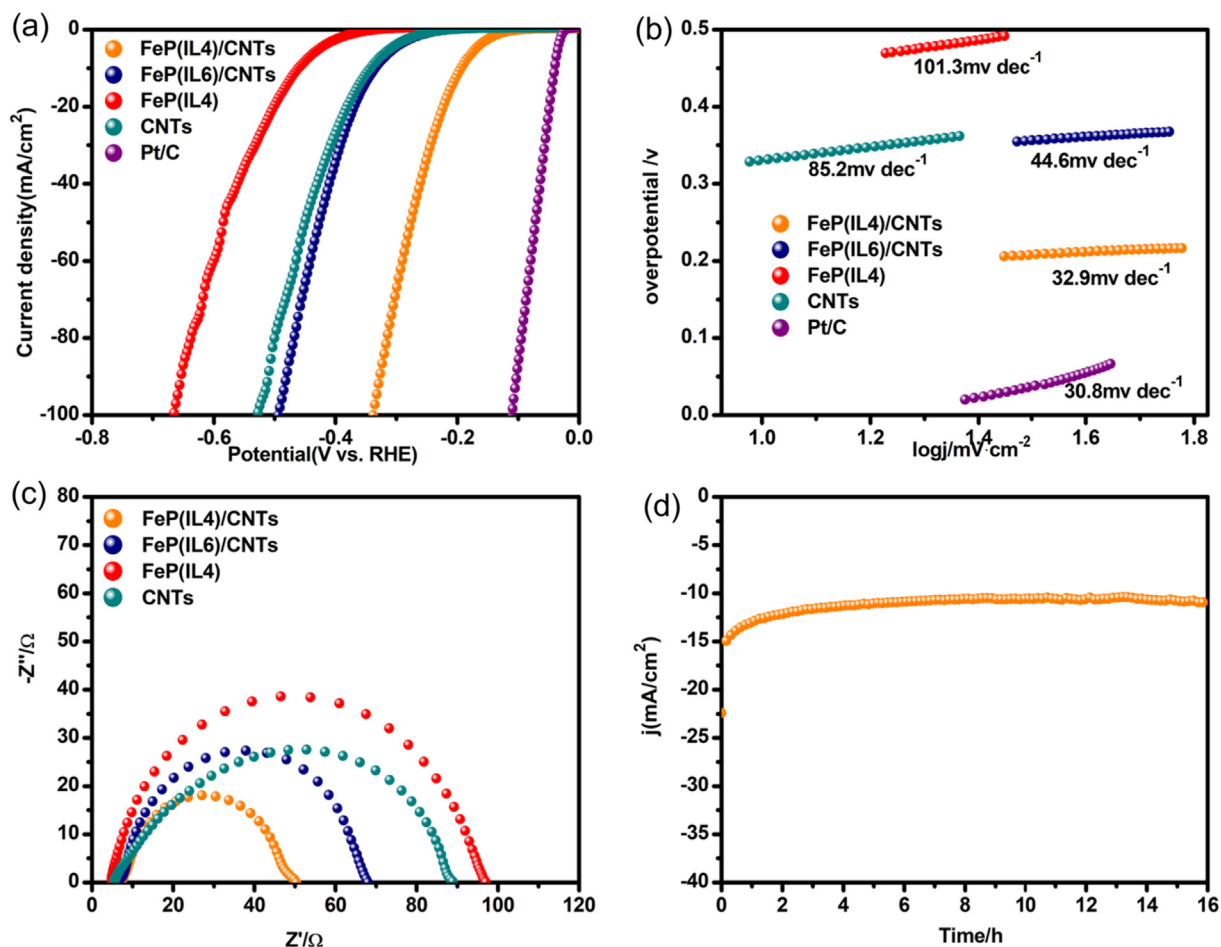 (a)
FeP(IL4)/CNTs
FeP(IL6)/CNTs
FeP(IL4)
CNTs
Pt/C
0
-20
-40
-60
-80
-100
-0.8
-0.6
-0.4
-0.2
0.0
Current density(mA/cm²)
Potential(V vs. RHE)
(b)
101.3mv dec⁻¹
85.2mv dec⁻¹
44.6mv dec⁻¹
FeP(IL4)/CNTs
FeP(IL6)/CNTs
FeP(IL4)
CNTs
Pt/C
32.9mv dec⁻¹
30.8mv dec⁻¹
0.5
0.4
0.3
0.2
0.1
0.0
1.0
1.2
1.4
1.6
1.8
overpotential /v
logj/mV·cm⁻²
(c)
FeP(IL4)/CNTs
FeP(IL6)/CNTs
FeP(IL4)
CNTs
80
70
60
50
40
30
20
10
0
0
20
40
60
80
100
120
-Z''/Ω
Z'/Ω
(d)
0
-5
-10
-15
-20
-25
-30
-35
-40
0
2
4
6
8
10
12
14
16
j(mA/cm²)
Time/h